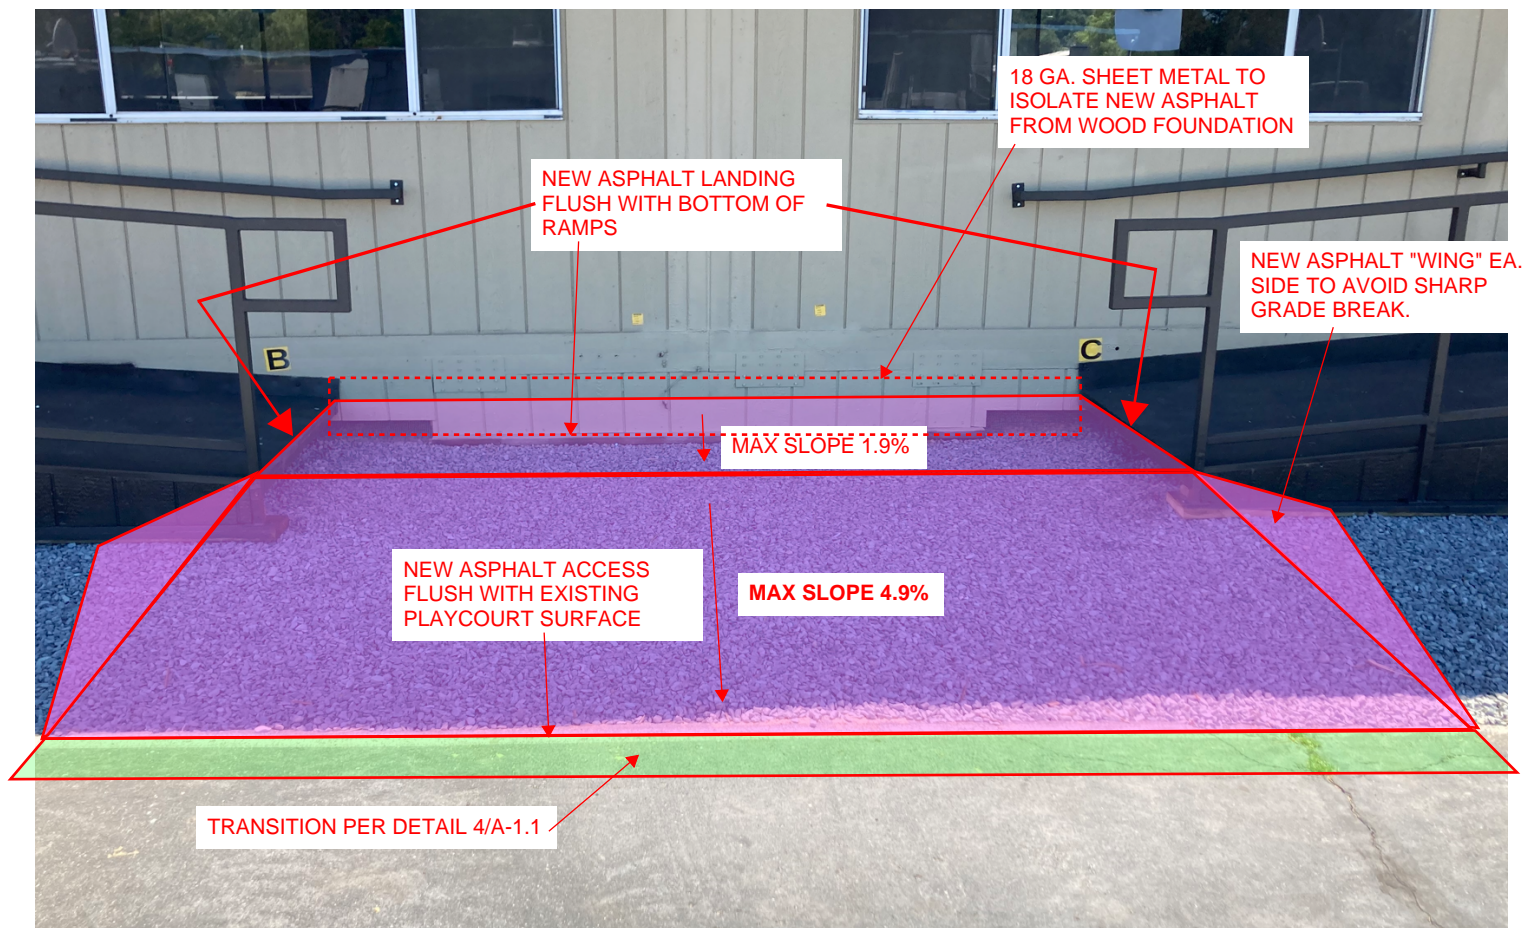 18 GA. SHEET METAL TO
ISOLATE NEW ASPHALT
FROM WOOD FOUNDATION
NEW ASPHALT LANDING
FLUSH WITH BOTTOM OF
RAMPS
NEW ASPHALT "WING" EA.
SIDE TO AVOID SHARP
GRADE BREAK.
B
C
MAX SLOPE 1.9%
NEW ASPHALT ACCESS
FLUSH WITH EXISTING
PLAYCOURT SURFACE
MAX SLOPE 4.9%
TRANSITION PER DETAIL 4/A-1.1